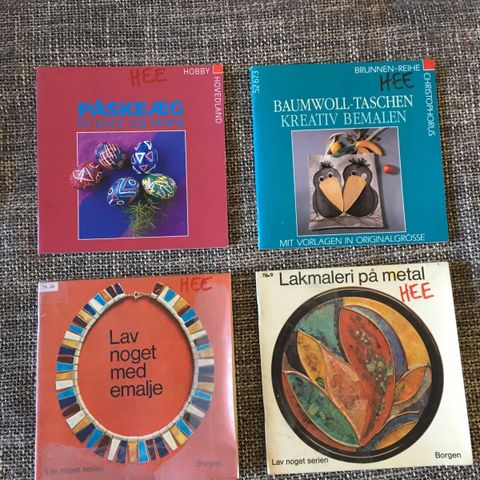 HEE
HOBBY
HOVEDLAND
PÅSKEÆG
HEE
BRUNNEN-REIHE
CHRISTOPHORUS
BAUMWOLL-TASCHEN
KREATIV BEMALEN
MIT VORLAGEN IN ORIGINALGRÖSSE
HEE
Lav
noget
med
emalje
Lav noget serien
Borgen
Lakmaleri på metal
HEE
Lav noget serien
Borgen